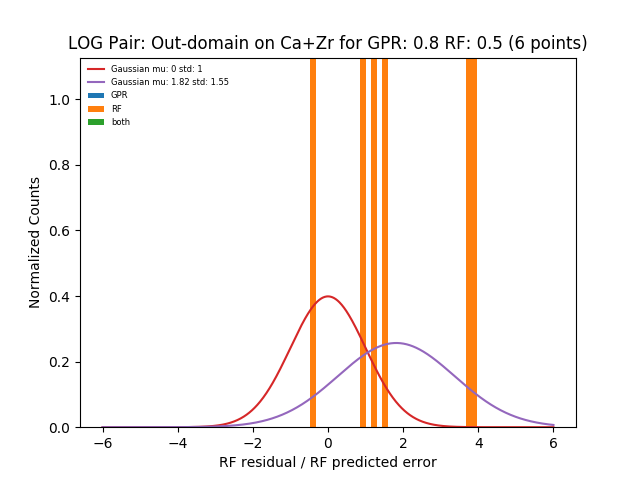 LOG Pair: Out-domain on Ca+Zr for GPR: 0.8 RF: 0.5 (6 points)
Gaussian mu: 0 std: 1
Gaussian mu: 1.82 std: 1.55
GPR
RF
both
1.0
0.8
0.6
0.4
0.2
0.0
Normalized Counts
−6 −4 −2 0 2 4 6
RF residual / RF predicted error